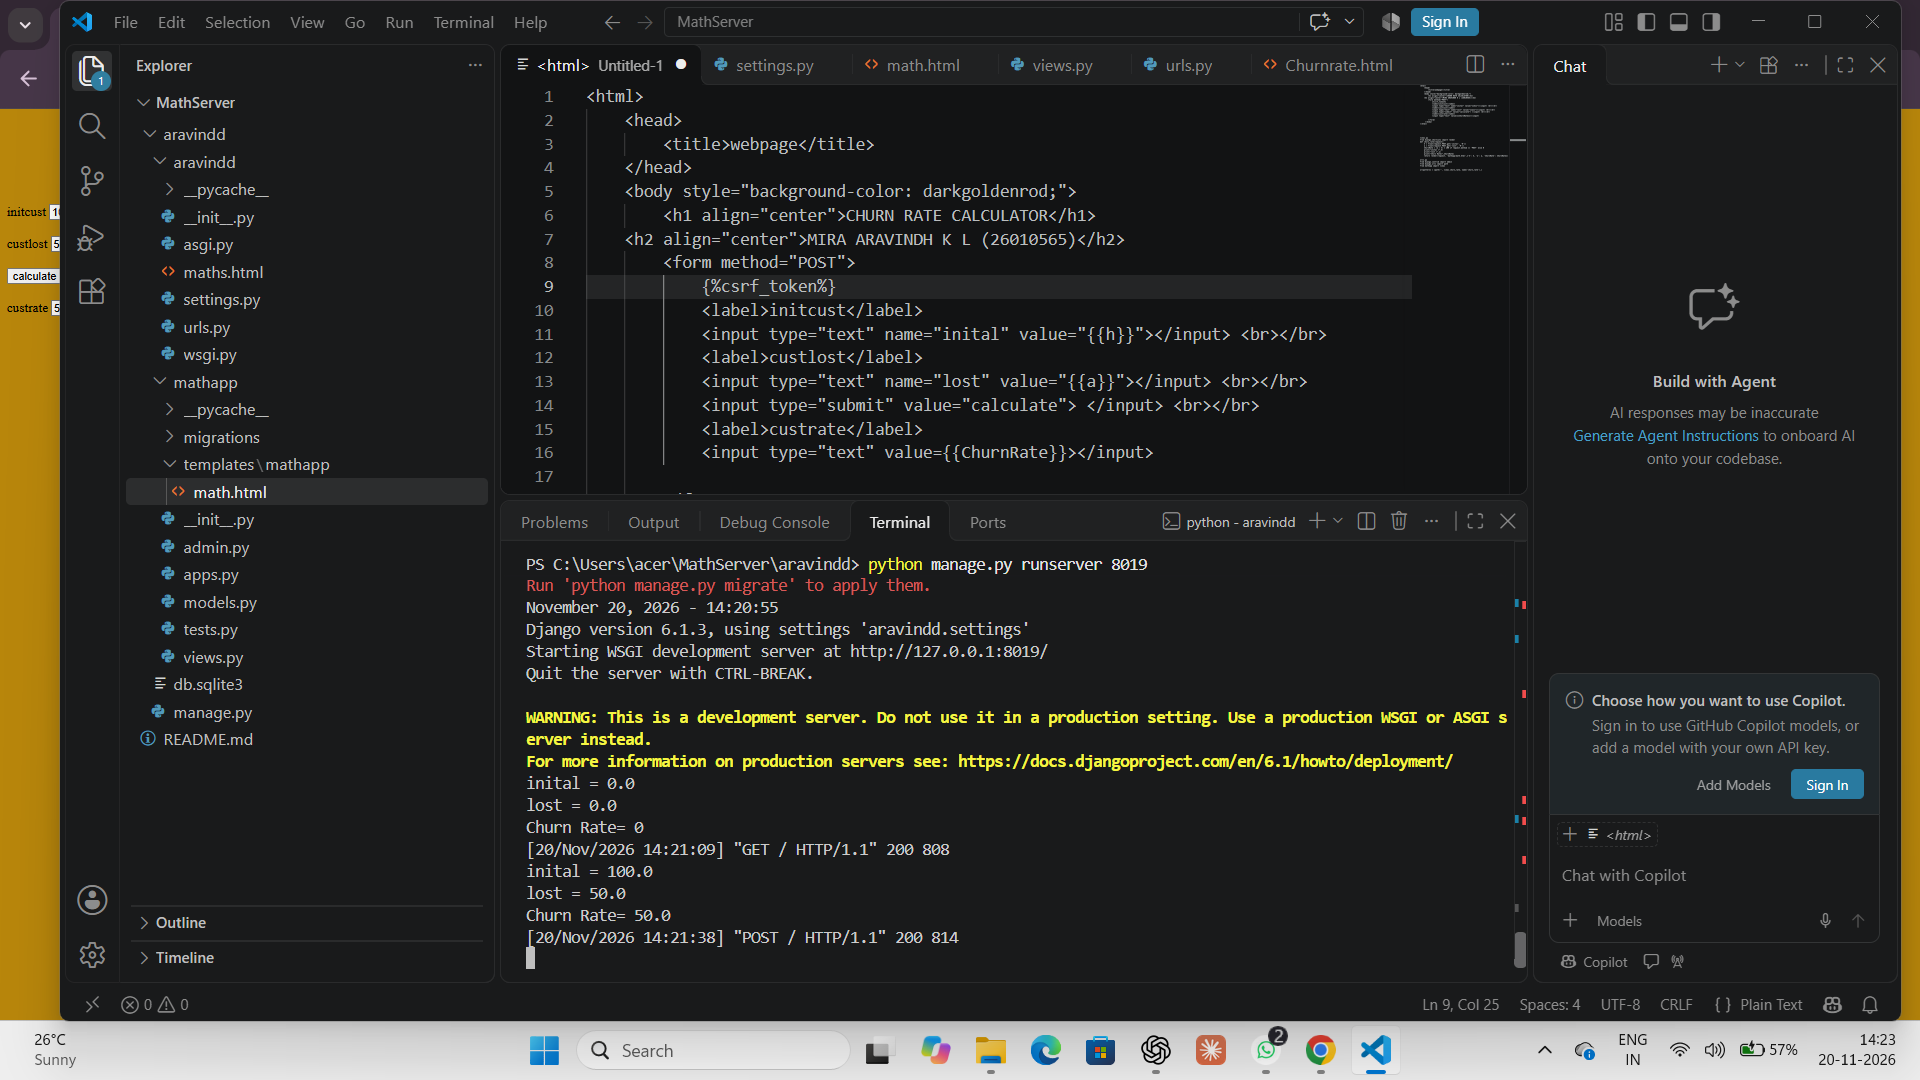 File Edit Selection View Go Run Terminal Help
MathServer
Sign In
1
Explorer
MathServer
aravindd
aravindd
__pycache__
__init__.py
asgi.py
maths.html
settings.py
urls.py
wsgi.py
mathapp
__pycache__
migrations
templates\mathapp
math.html
__init__.py
admin.py
apps.py
models.py
tests.py
views.py
db.sqlite3
manage.py
README.md
Outline
Timeline
initcust
custlost 5
calculate
custrate 5
<html> Untitled-1
settings.py
math.html
views.py
urls.py
Churnrate.html
1 <html>
2 <head>
3 <title>webpage</title>
4 </head>
5 <body style="background-color: darkgoldenrod;">
6 <h1 align="center">CHURN RATE CALCULATOR</h1>
7 <h2 align="center">MIRA ARAVINDH K L (26010565)</h2>
8 <form method="POST">
9 {%csrf_token%}
10 <label>initcust</label>
11 <input type="text" name="inital" value="{{h}}"></input> <br></br>
12 <label>custlost</label>
13 <input type="text" name="lost" value="{{a}}"></input> <br></br>
14 <input type="submit" value="calculate"> </input> <br></br>
15 <label>custrate</label>
16 <input type="text" value={{ChurnRate}}></input>
17
Problems Output Debug Console Terminal Ports
python - aravindd
PS C:\Users\acer\MathServer\aravindd> python manage.py runserver 8019
Run 'python manage.py migrate' to apply them.
November 20, 2026 - 14:20:55
Django version 6.1.3, using settings 'aravindd.settings'
Starting WSGI development server at http://127.0.0.1:8019/
Quit the server with CTRL-BREAK.
WARNING: This is a development server. Do not use it in a production setting. Use a production WSGI or ASGI s
erver instead.
For more information on production servers see: https://docs.djangoproject.com/en/6.1/howto/deployment/
inital = 0.0
lost = 0.0
Churn Rate= 0
[20/Nov/2026 14:21:09] "GET / HTTP/1.1" 200 808
inital = 100.0
lost = 50.0
Churn Rate= 50.0
[20/Nov/2026 14:21:38] "POST / HTTP/1.1" 200 814
Chat
Build with Agent
AI responses may be inaccurate
Generate Agent Instructions to onboard AI
onto your codebase.
Choose how you want to use Copilot.
Sign in to use GitHub Copilot models, or
add a model with your own API key.
Add Models
Sign In
<html>
Chat with Copilot
Models
Copilot
0 0
Ln 9, Col 25
Spaces: 4
UTF-8
CRLF
{ } Plain Text
26°C
Sunny
Search
2
ENG
IN
57%
14:23
20-11-2026